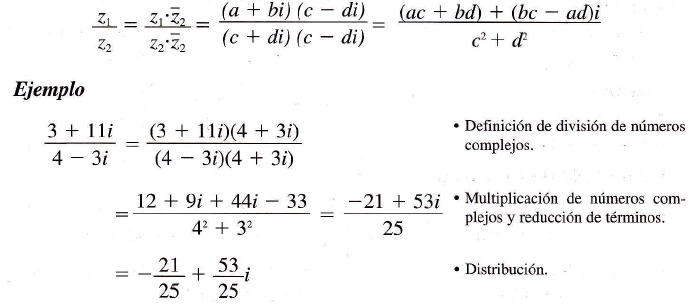 z₁/z₂ = z₁·z̄₂/z₂·z̄₂ = (a + bi) (c − di)/(c + di) (c − di) = (ac + bd) + (bc − ad)i/c² + d²
Ejemplo
3 + 11i/4 − 3i = (3 + 11i)(4 + 3i)/(4 − 3i)(4 + 3i) • Definición de división de números
complejos.
= 12 + 9i + 44i − 33/4² + 3² = −21 + 53i/25 • Multiplicación de números com-
plejos y reducción de términos.
= −21/25 + 53/25 i • Distribución.